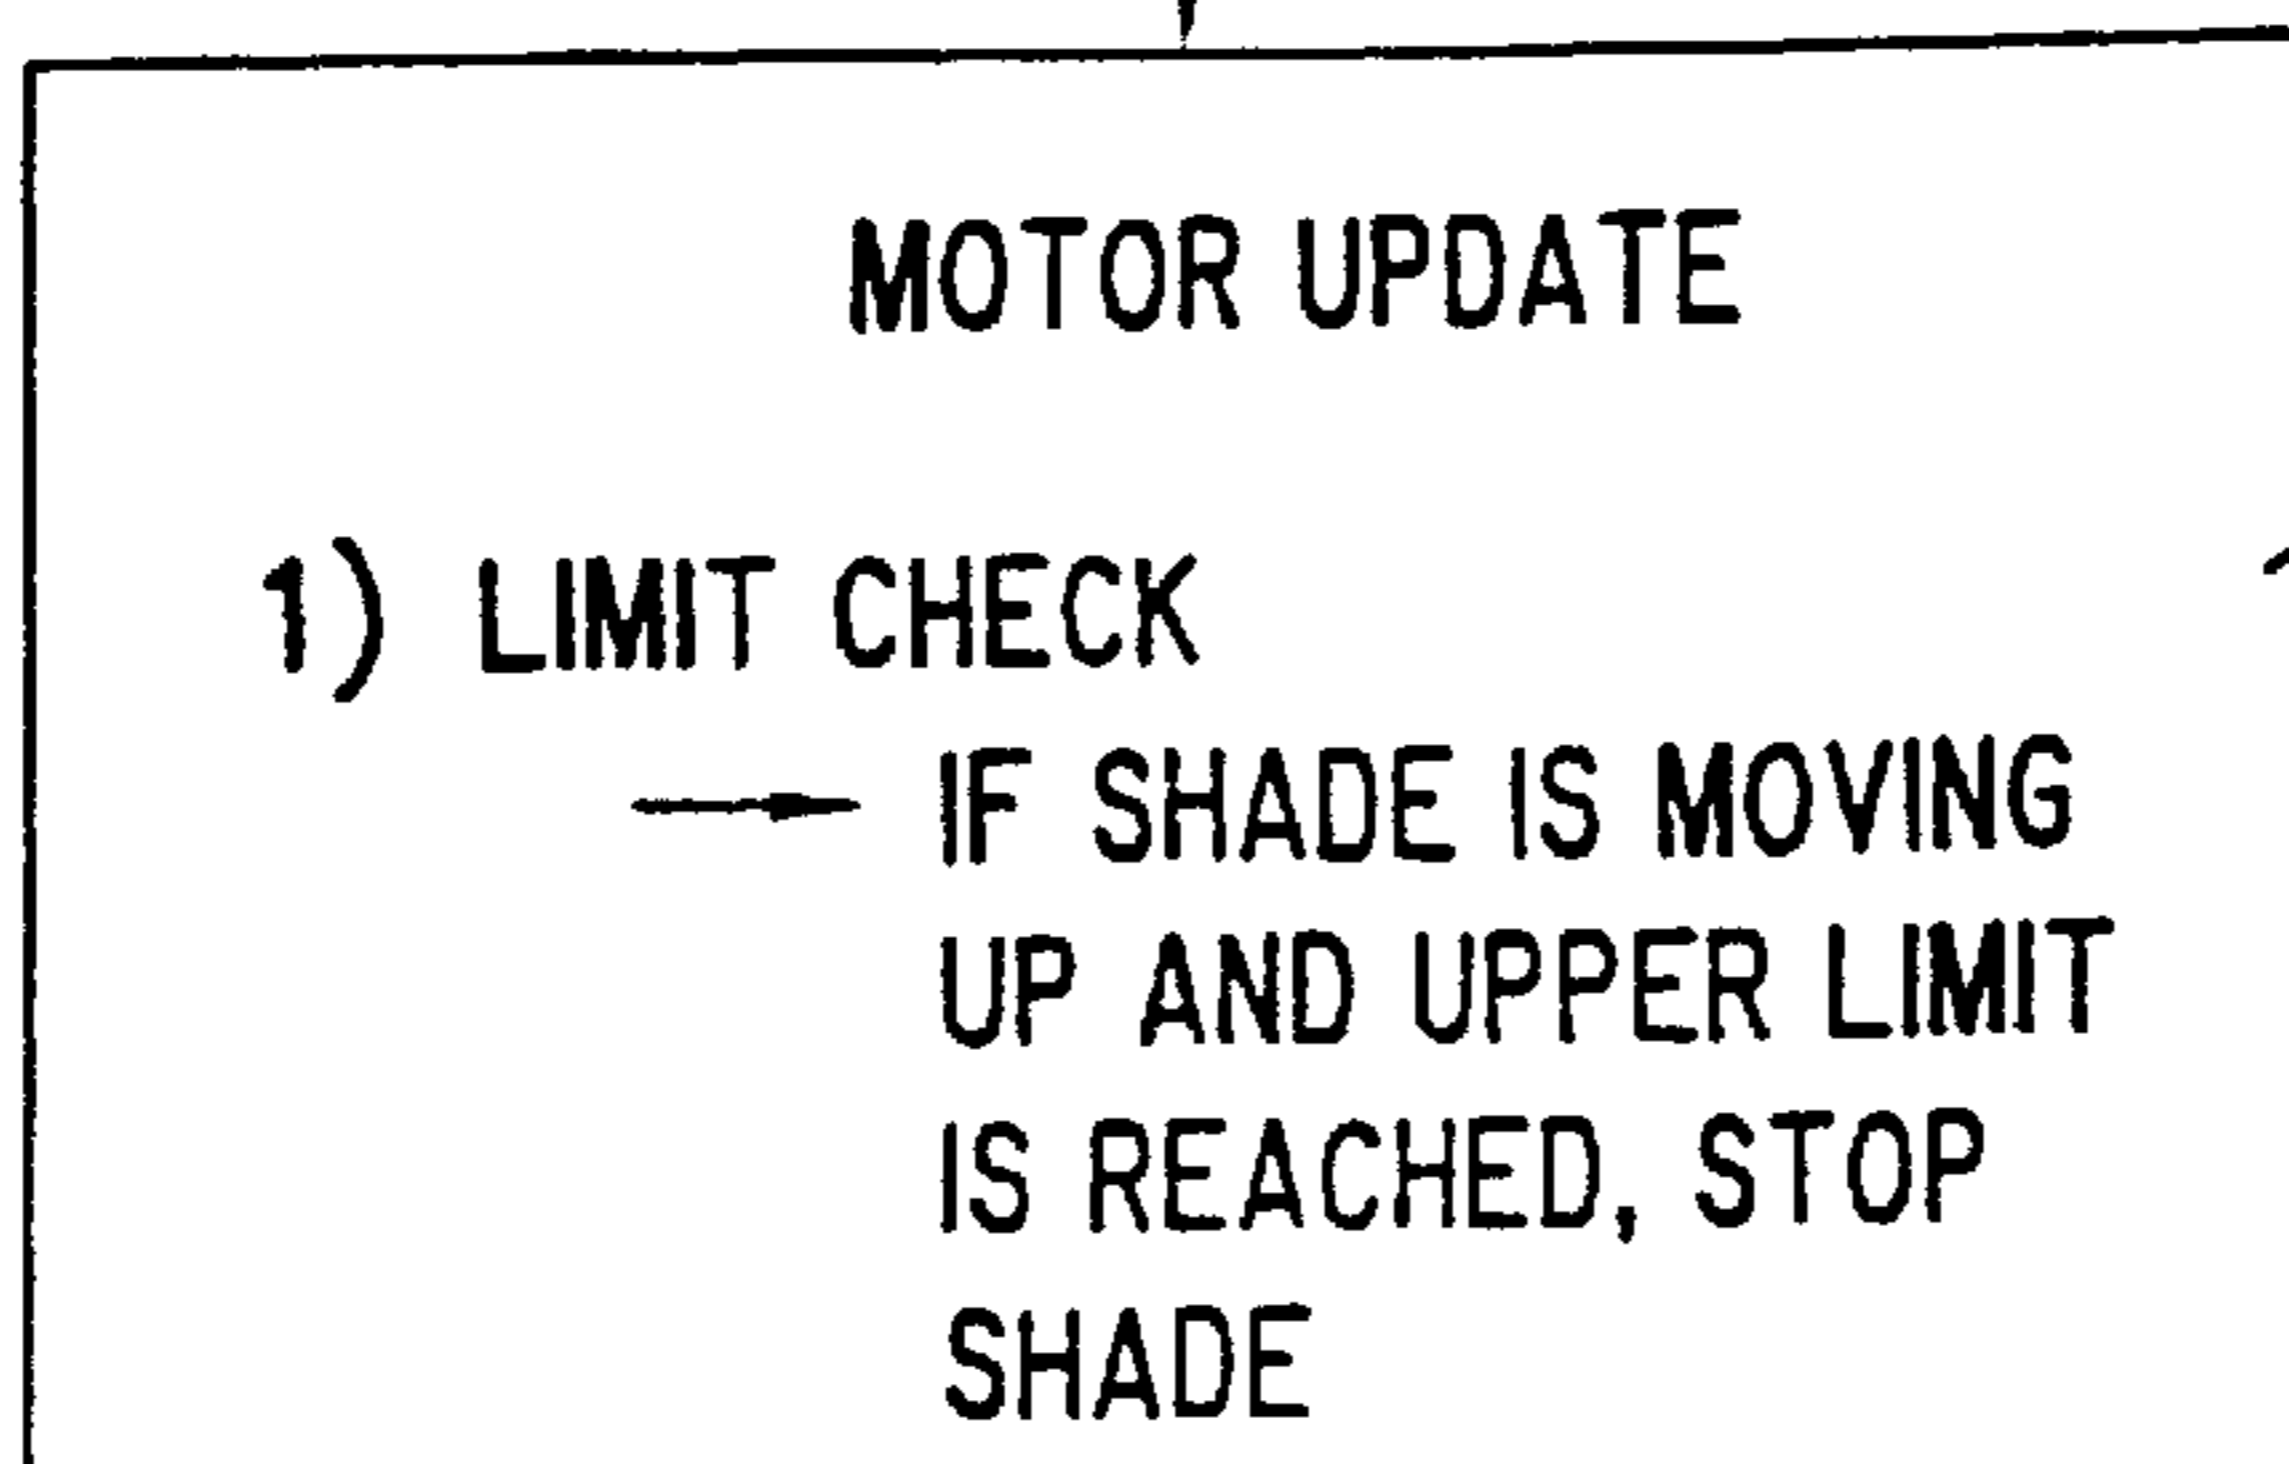 MOTOR UPDATE
1) LIMIT CHECK
IF SHADE IS MOVING
UP AND UPPER LIMIT
IS REACHED, STOP
SHADE